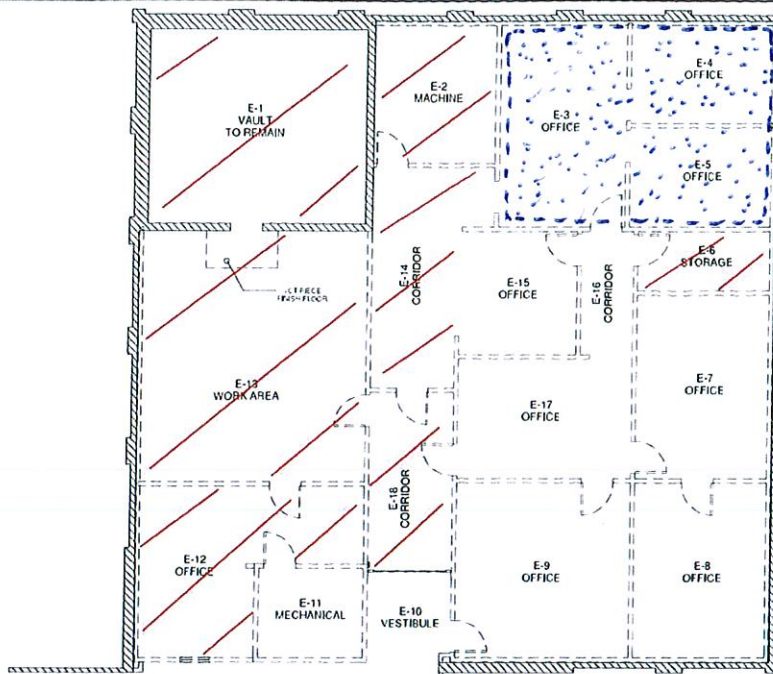 E-1
VAULT
TO REMAIN
E-2
MACHINE
E-3
OFFICE
E-4
OFFICE
E-5
OFFICE
E-6
STORAGE
E-14
CORRIDOR
E-15
OFFICE
E-16
CORRIDOR
FINISH FLOOR
E-13
WORK AREA
E-17
OFFICE
E-7
OFFICE
E-18
CORRIDOR
E-12
OFFICE
E-11
MECHANICAL
E-10
VESTIBULE
E-9
OFFICE
E-8
OFFICE